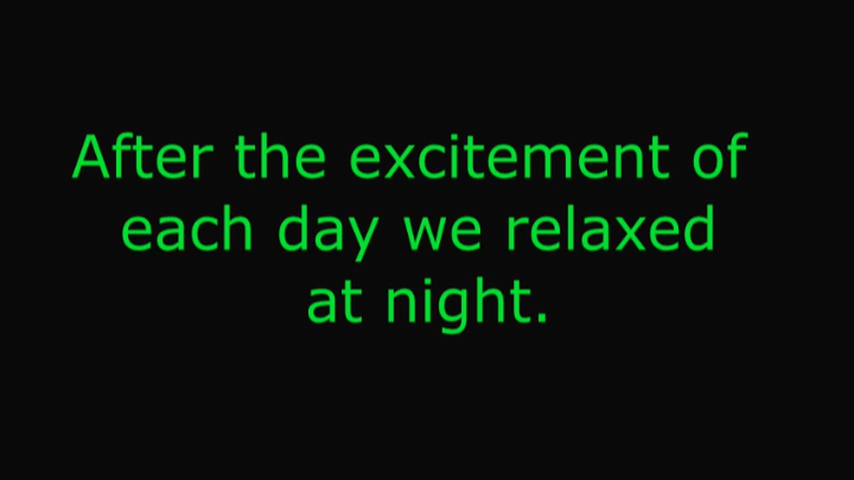 After the excitement of
each day we relaxed
at night.